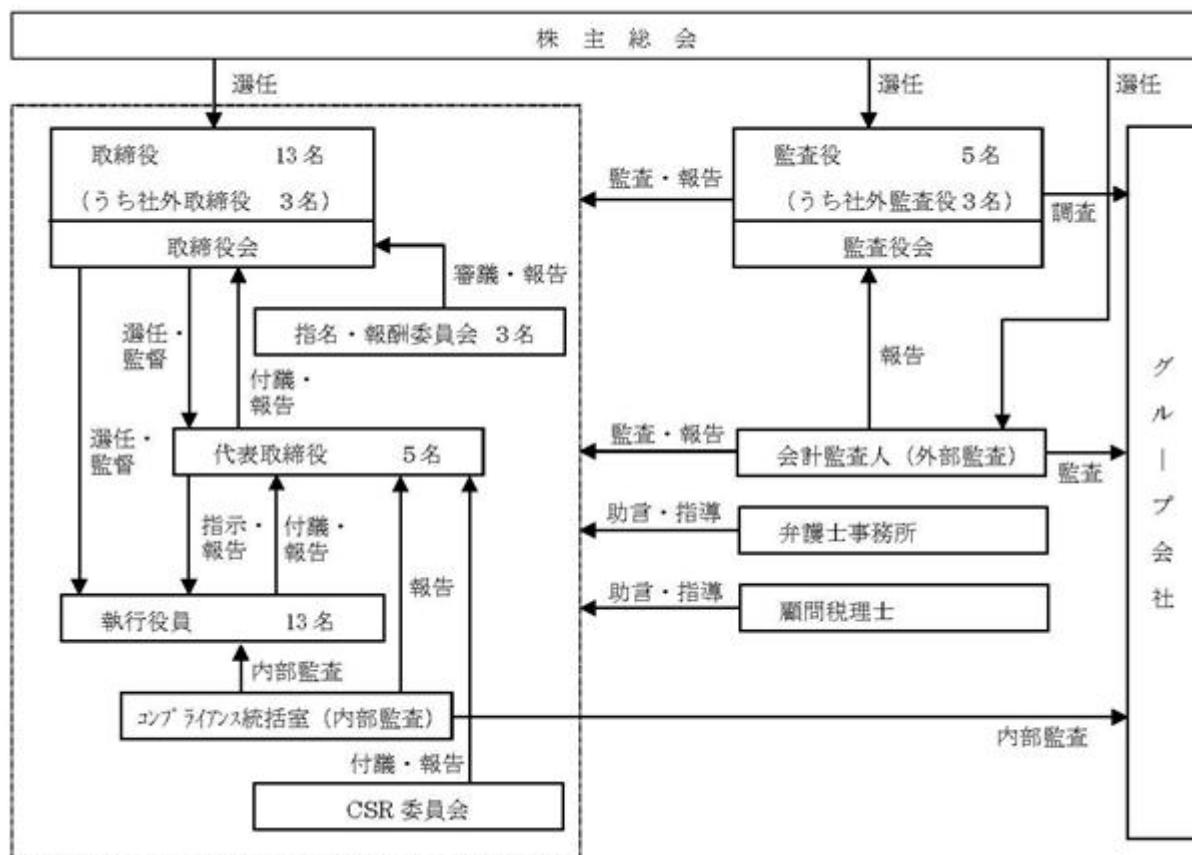 株主総会
選任
選任
選任
取締役 13名
(うち社外取締役 3名)
取締役会
監査・報告
監査役 5名
(うち社外監査役3名)
監査役会
調査
審議・報告
指名・報酬委員会 3名
選任・
監督
付議・
報告
報告
選任・
監督
代表取締役 5名
監査・報告
会計監査人(外部監査)
監査
指示・
報告
付議・
報告
報告
助言・指導
弁護士事務所
執行役員 13名
助言・指導
顧問税理士
内部監査
コンプライアンス統括室(内部監査)
内部監査
付議・報告
CSR委員会
グループ会社